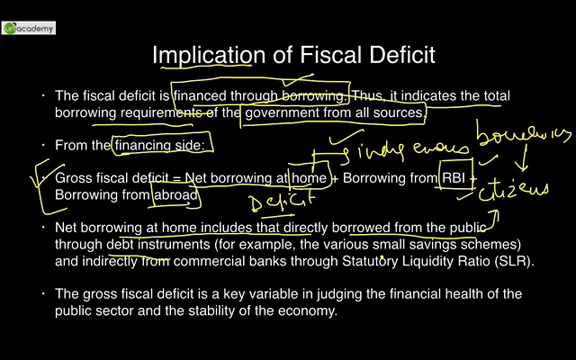 unacademy
Implication of Fiscal Deficit
• The fiscal deficit is financed through borrowing. Thus, it indicates the total
borrowing requirements of the government from all sources.
• From the financing side:
indigenous
Gross fiscal deficit = Net borrowing at home + Borrowing from RBI +
Borrowing from abroad
Deficit
citizens
• Net borrowing at home includes that directly borrowed from the public
through debt instruments (for example, the various small savings schemes)
and indirectly from commercial banks through Statutory Liquidity Ratio (SLR).
• The gross fiscal deficit is a key variable in judging the financial health of the
public sector and the stability of the economy.